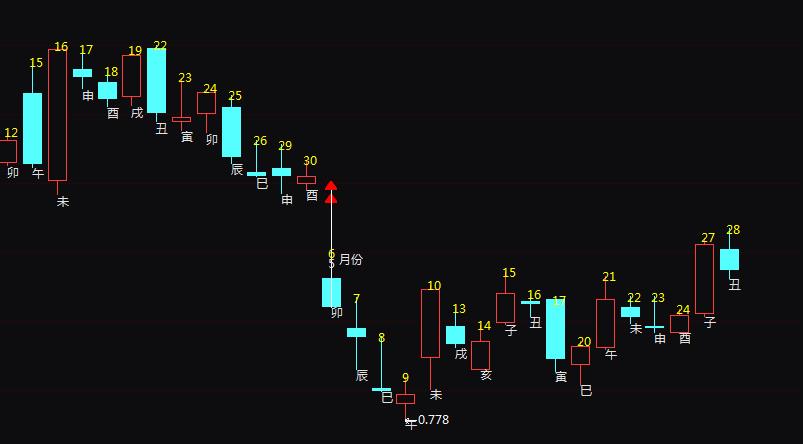 12
卯
15
午
16
未
17
申
18
酉
19
戌
22
丑
23
寅
24
卯
25
辰
26
巳
29
申
30
酉
6
5 月份
卯
7
辰
8
巳
9
午
←0.778
10
未
13
戌
14
亥
15
子
16
丑
17
寅
20
巳
21
午
22
未
23
申
24
酉
27
子
28
丑